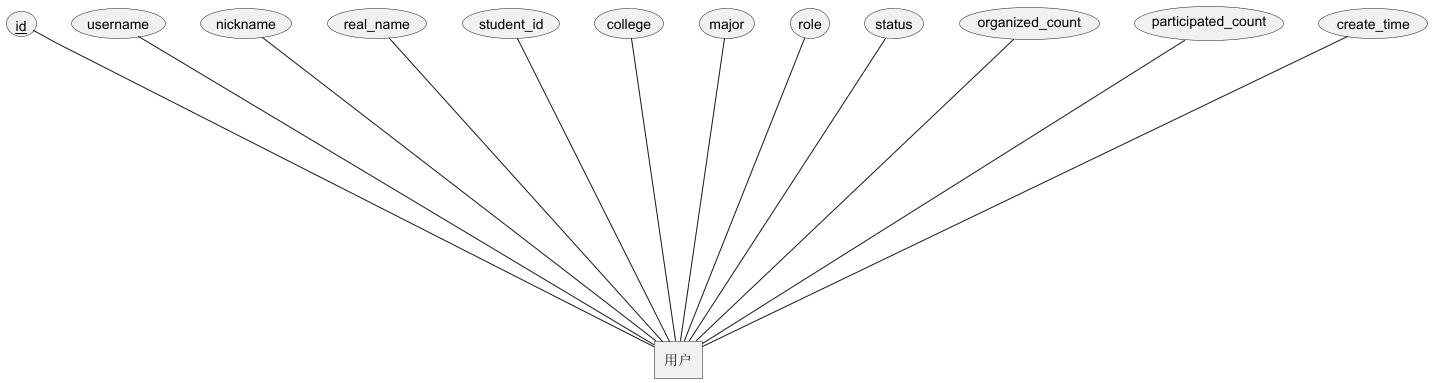 id
username
nickname
real_name
student_id
college
major
role
status
organized_count
participated_count
create_time
用户